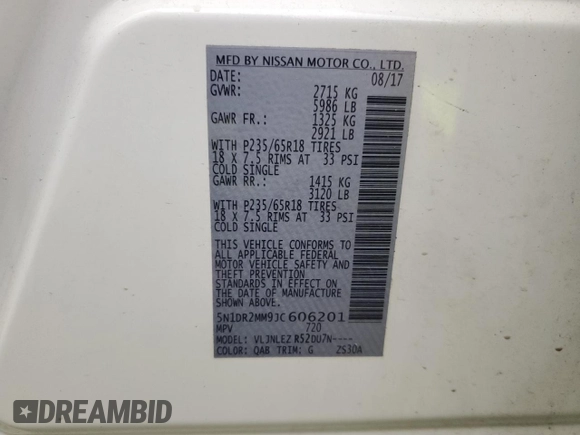 MFD BY NISSAN MOTOR CO., LTD.
DATE: 08/17
GVWR: 2715 KG
5986 LB
GAWR FR.: 1325 KG
2921 LB
WITH P235/65R18 TIRES
18 X 7.5 RIMS AT 33 PSI
COLD SINGLE
GAWR RR.: 1415 KG
3120 LB
WITH P235/65R18 TIRES
18 X 7.5 RIMS AT 33 PSI
COLD SINGLE
THIS VEHICLE CONFORMS TO
ALL APPLICABLE FEDERAL
MOTOR VEHICLE SAFETY AND
THEFT PREVENTION
STANDARDS IN EFFECT ON
THE DATE OF MANUFACTURE
SHOWN ABOVE.
5N1DR2MM9JC606201
MPV 720
MODEL: VLJNLEZ R52DU7N----
COLOR: QAB TRIM; G 2S30A
DREAMBID